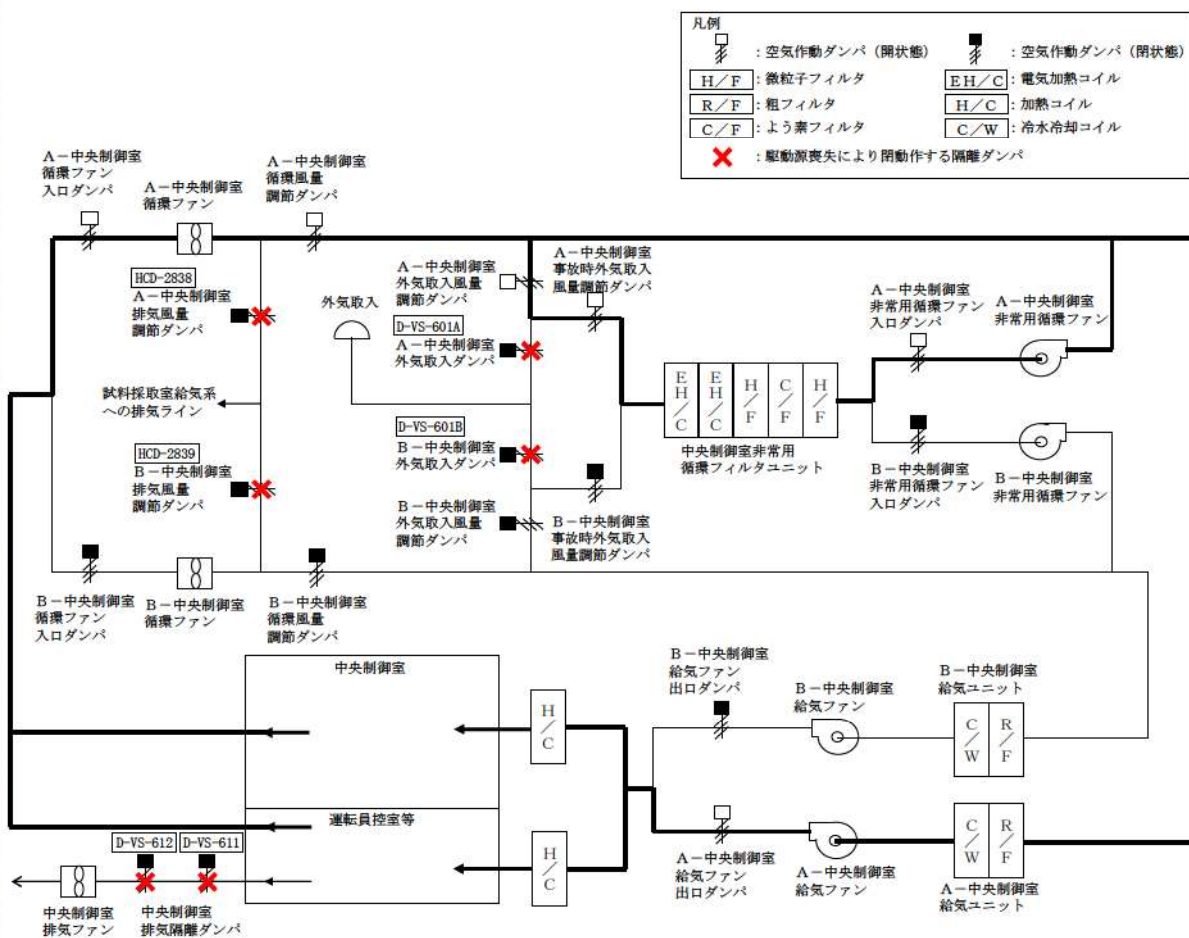 凡例
:空気作動ダンパ(開状態)
:空気作動ダンパ(閉状態)
H/F
:微粒子フィルタ
EH/C
:電気加熱コイル
R/F
:粗フィルタ
H/C
:加熱コイル
C/F
:よう素フィルタ
C/W
:冷水冷却コイル
:駆動源喪失により閉動作する隔離ダンパ
A-中央制御室
循環ファン
入口ダンパ
A-中央制御室
循環ファン
A-中央制御室
循環風量
調節ダンパ
HCD-2838
A-中央制御室
排気風量
調節ダンパ
外気取入
A-中央制御室
外気取入風量
調節ダンパ
A-中央制御室
事故時外気取入
風量調節ダンパ
D-VS-601A
A-中央制御室
外気取入ダンパ
A-中央制御室
非常用循環ファン
入口ダンパ
A-中央制御室
非常用循環ファン
試料採取室給気系
への排気ライン
EH/C
EH/C
H/F
C/F
H/F
中央制御室非常用
循環フィルタユニット
HCD-2839
B-中央制御室
排気風量
調節ダンパ
D-VS-601B
B-中央制御室
外気取入ダンパ
B-中央制御室
外気取入風量
調節ダンパ
B-中央制御室
事故時外気取入
風量調節ダンパ
B-中央制御室
非常用循環ファン
入口ダンパ
B-中央制御室
非常用循環ファン
B-中央制御室
循環ファン
入口ダンパ
B-中央制御室
循環ファン
B-中央制御室
循環風量
調節ダンパ
中央制御室
H/C
B-中央制御室
給気ファン
出口ダンパ
B-中央制御室
給気ファン
B-中央制御室
給気ユニット
C/W
R/F
運転員控室等
H/C
D-VS-612
D-VS-611
中央制御室
排気ファン
中央制御室
排気隔離ダンパ
A-中央制御室
給気ファン
出口ダンパ
A-中央制御室
給気ファン
C/W
R/F
A-中央制御室
給気ユニット